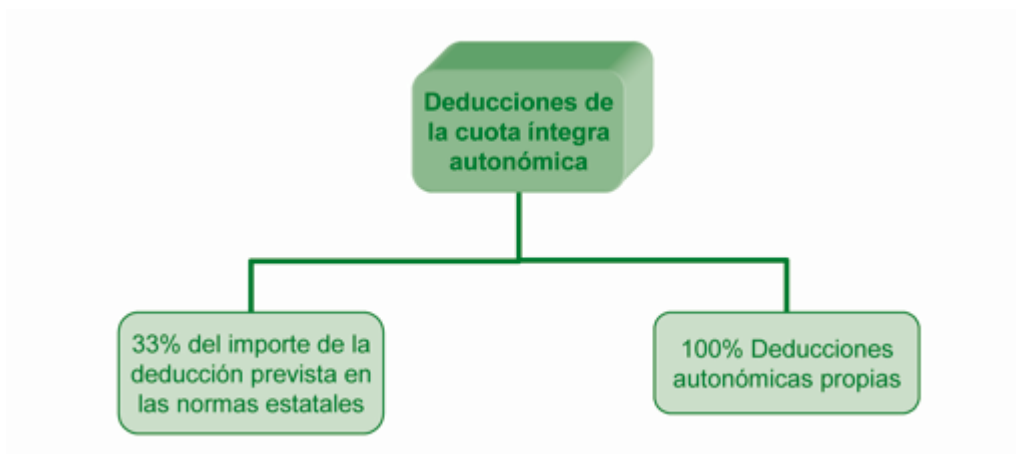 Deducciones de
la cuota íntegra
autonómica
33% del importe de la
deducción prevista en
las normas estatales
100% Deducciones
autonómicas propias